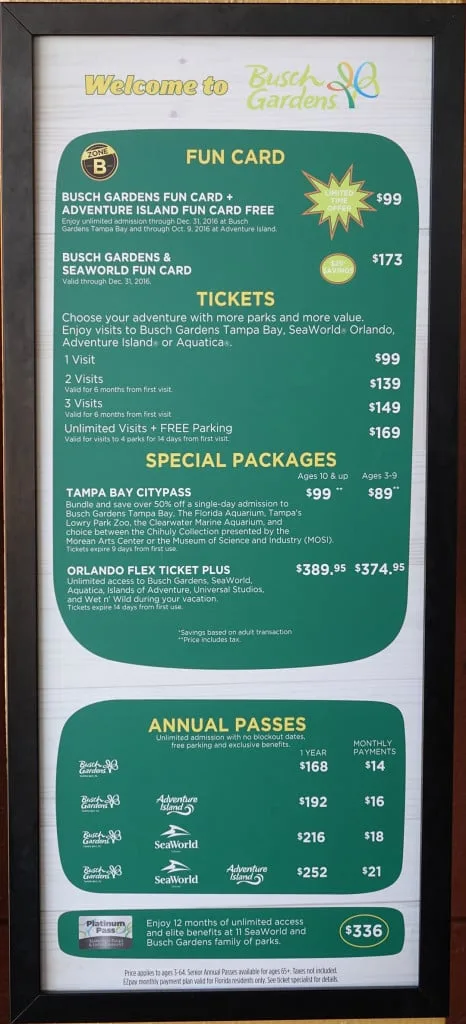 Welcome to Busch Gardens
ZONE B
FUN CARD
BUSCH GARDENS FUN CARD +
ADVENTURE ISLAND FUN CARD FREE
LIMITED TIME OFFER
$99
Enjoy unlimited admission through Dec. 31, 2016 at Busch
Gardens Tampa Bay and through Oct. 9, 2016 at Adventure Island.
BUSCH GARDENS &
SEAWORLD FUN CARD
SAVINGS
$173
Valid through Dec. 31, 2016.
TICKETS
Choose your adventure with more parks and more value.
Enjoy visits to Busch Gardens Tampa Bay, SeaWorld® Orlando,
Adventure Island® or Aquatica®.
1 Visit $99
2 Visits $139
Valid for 6 months from first visit.
3 Visits $149
Valid for 6 months from first visit
Unlimited Visits + FREE Parking $169
Valid for visits to 4 parks for 14 days from first visit.
SPECIAL PACKAGES
Ages 10 & up Ages 3-9
TAMPA BAY CITYPASS $99** $89**
Bundle and save over 50% off a single-day admission to
Busch Gardens Tampa Bay, The Florida Aquarium, Tampa's
Lowry Park Zoo, the Clearwater Marine Aquarium, and
choice between the Chihuly Collection presented by the
Morean Arts Center or the Museum of Science and Industry (MOSI).
Tickets expire 9 days from first use.
ORLANDO FLEX TICKET PLUS $389.95 $374.95
Unlimited access to Busch Gardens, SeaWorld,
Aquatica, Islands of Adventure, Universal Studios,
and Wet n' Wild during your vacation.
Tickets expire 14 days from first use.
*Savings based on adult transaction
**Price includes tax.
ANNUAL PASSES
Unlimited admission with no blockout dates,
free parking and exclusive benefits.
1 YEAR MONTHLY PAYMENTS
Busch Gardens $168 $14
Busch Gardens Adventure Island $192 $16
Busch Gardens SeaWorld $216 $18
Busch Gardens SeaWorld Adventure Island $252 $21
Platinum Pass
Enjoy 12 months of unlimited access
and elite benefits at 11 SeaWorld and
Busch Gardens family of parks.
$336
Price applies to ages 3-64. Senior Annual Passes available for ages 65+. Taxes not included.
EZpay monthly payment plan valid for Florida residents only. See ticket specialist for details.